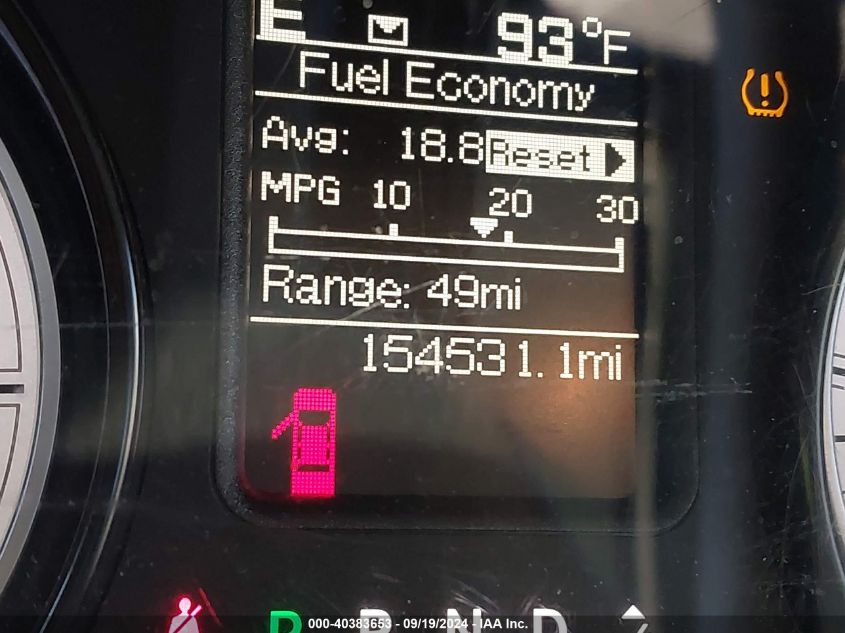 E 93°F
Fuel Economy
Avg: 18.8 Reset
MPG 10 20 30
Range: 49mi
154531.1mi
P R N D
000-40383653 - 09/19/2024 - IAA Inc.